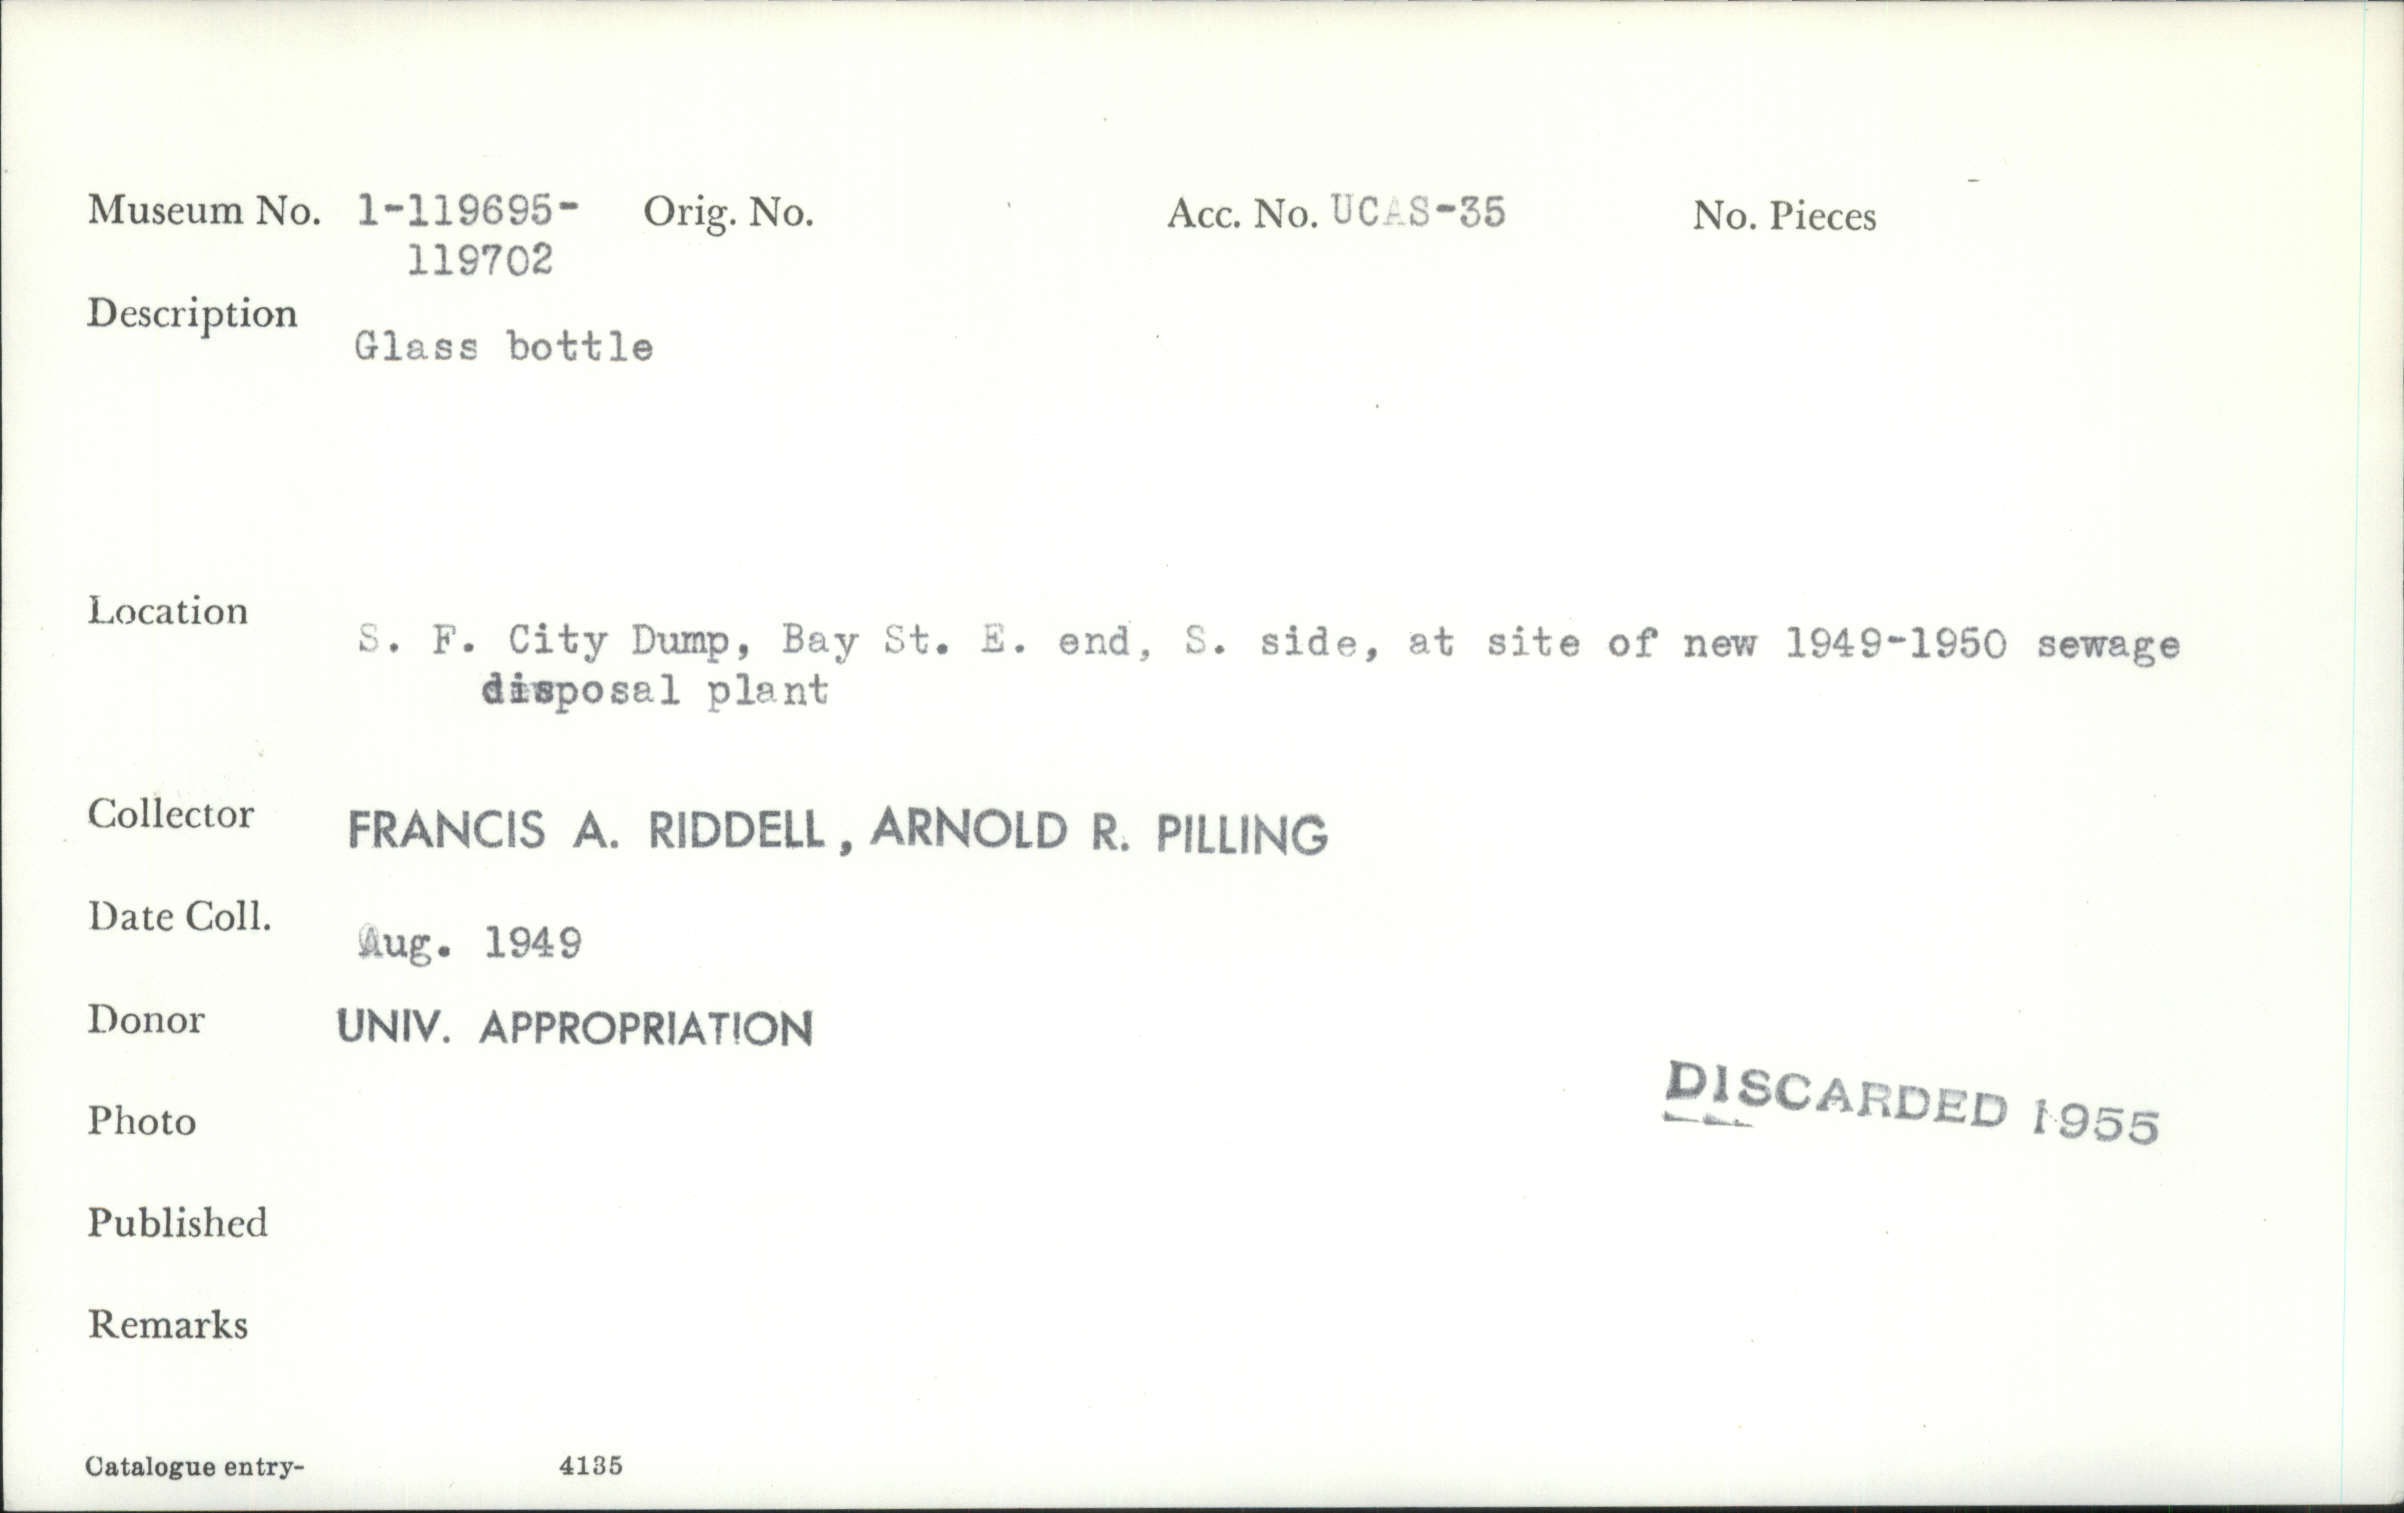 Museum No. 1-119695- Orig. No. Acc. No. UCAS-35 No. Pieces
119702
Description
Glass bottle
Location
S. F. City Dump, Bay St. E. end, S. side, at site of new 1949-1950 sewage
disposal plant
Collector FRANCIS A. RIDDELL, ARNOLD R. PILLING
Date Coll.
Aug. 1949
Donor UNIV. APPROPRIATION
DISCARDED 1955
Photo
Published
Remarks
Catalogue entry- 4135